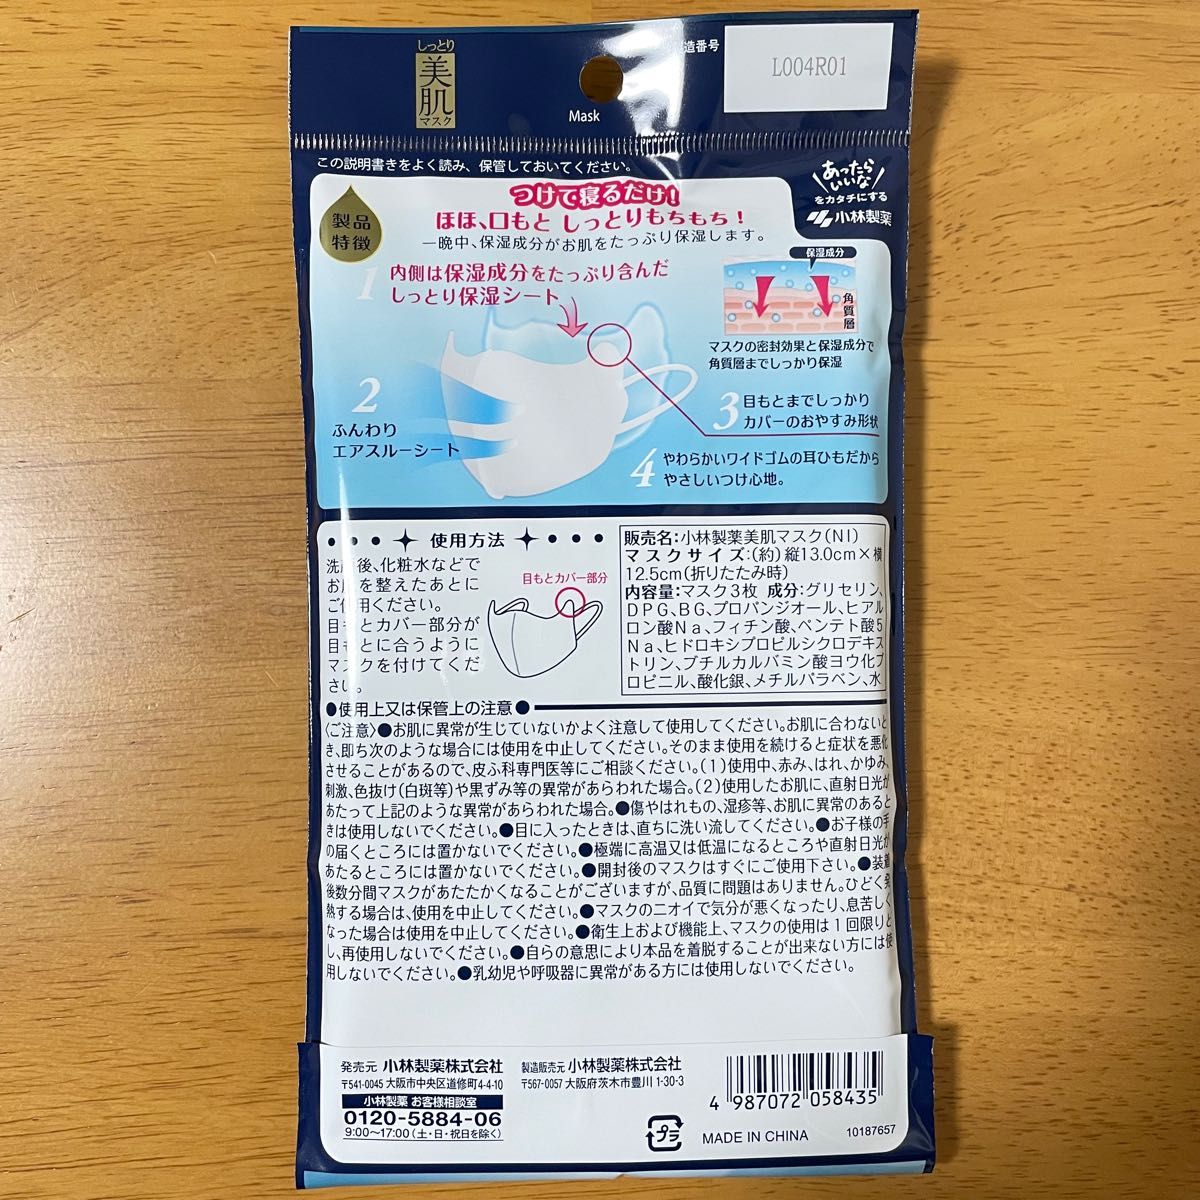 しっとり
美肌
マスク
Mask
造番号
L004R01
この説明書きをよく読み、保管しておいてください。
あったら
いいな
をカタチにする
小林製薬
製品
特徴
つけて寝るだけ!
ほほ、口もと しっとりもちもち!
一晩中、保湿成分がお肌をたっぷり保湿します。
1 内側は保湿成分をたっぷり含んだ
しっとり保湿シート
保湿成分
角質層
マスクの密封効果と保湿成分で
角質層までしっかり保湿
2
ふんわり
エアスルーシート
3 目もとまでしっかり
カバーのおやすみ形状
4 やわらかいワイドゴムの耳ひもだから
やさしいつけ心地。
使用方法
洗顔後、化粧水などで
お肌を整えたあとに
ご使用ください。
目もとカバー部分が
目もとに合うように
マスクを付けてくだ
さい。
目もとカバー部分
販売名:小林製薬美肌マスク(NI)
マスクサイズ:(約)縦13.0cm×横
12.5cm(折りたたみ時)
内容量:マスク3枚 成分:グリセリン、
DPG、BG、プロパンジオール、ヒアル
ロン酸Na、フィチン酸、ペンテト酸5
Na、ヒドロキシプロピルシクロデキス
トリン、ブチルカルバミン酸ヨウ化プ
ロピニル、酸化銀、メチルパラベン、水
●使用上又は保管上の注意●
〈ご注意〉●お肌に異常が生じていないかよく注意して使用してください。お肌に合わないと
き、即ち次のような場合には使用を中止してください。そのまま使用を続けると症状を悪化
させることがあるので、皮ふ科専門医等にご相談ください。(1)使用中、赤み、はれ、かゆみ、
刺激、色抜け(白斑等)や黒ずみ等の異常があらわれた場合。(2)使用したお肌に、直射日光が
あたって上記のような異常があらわれた場合。●傷やはれもの、湿疹等、お肌に異常のあると
きは使用しないでください。●目に入ったときは、直ちに洗い流してください。●お子様の手
の届くところには置かないでください。●極端に高温又は低温になるところや直射日光が
あたるところには置かないでください。●開封後のマスクはすぐにご使用下さい。●装着
後数分間マスクがあたたかくなることがございますが、品質に問題はありません。ひどく発
熱する場合は、使用を中止してください。●マスクのニオイで気分が悪くなったり、息苦しく
なった場合は使用を中止してください。●衛生上および機能上、マスクの使用は1回限りと
し、再使用しないでください。●自らの意思により本品を着脱することが出来ない方には使
用しないでください。●乳幼児や呼吸器に異常がある方には使用しないでください。
発売元 小林製薬株式会社
〒541-0045 大阪市中央区道修町4-4-10
小林製薬 お客様相談室
0120-5884-06
9:00〜17:00(土・日・祝日を除く)
製造販売元 小林製薬株式会社
〒567-0057 大阪府茨木市豊川1-30-3
4 987072 058435
プラ
MADE IN CHINA
10187657